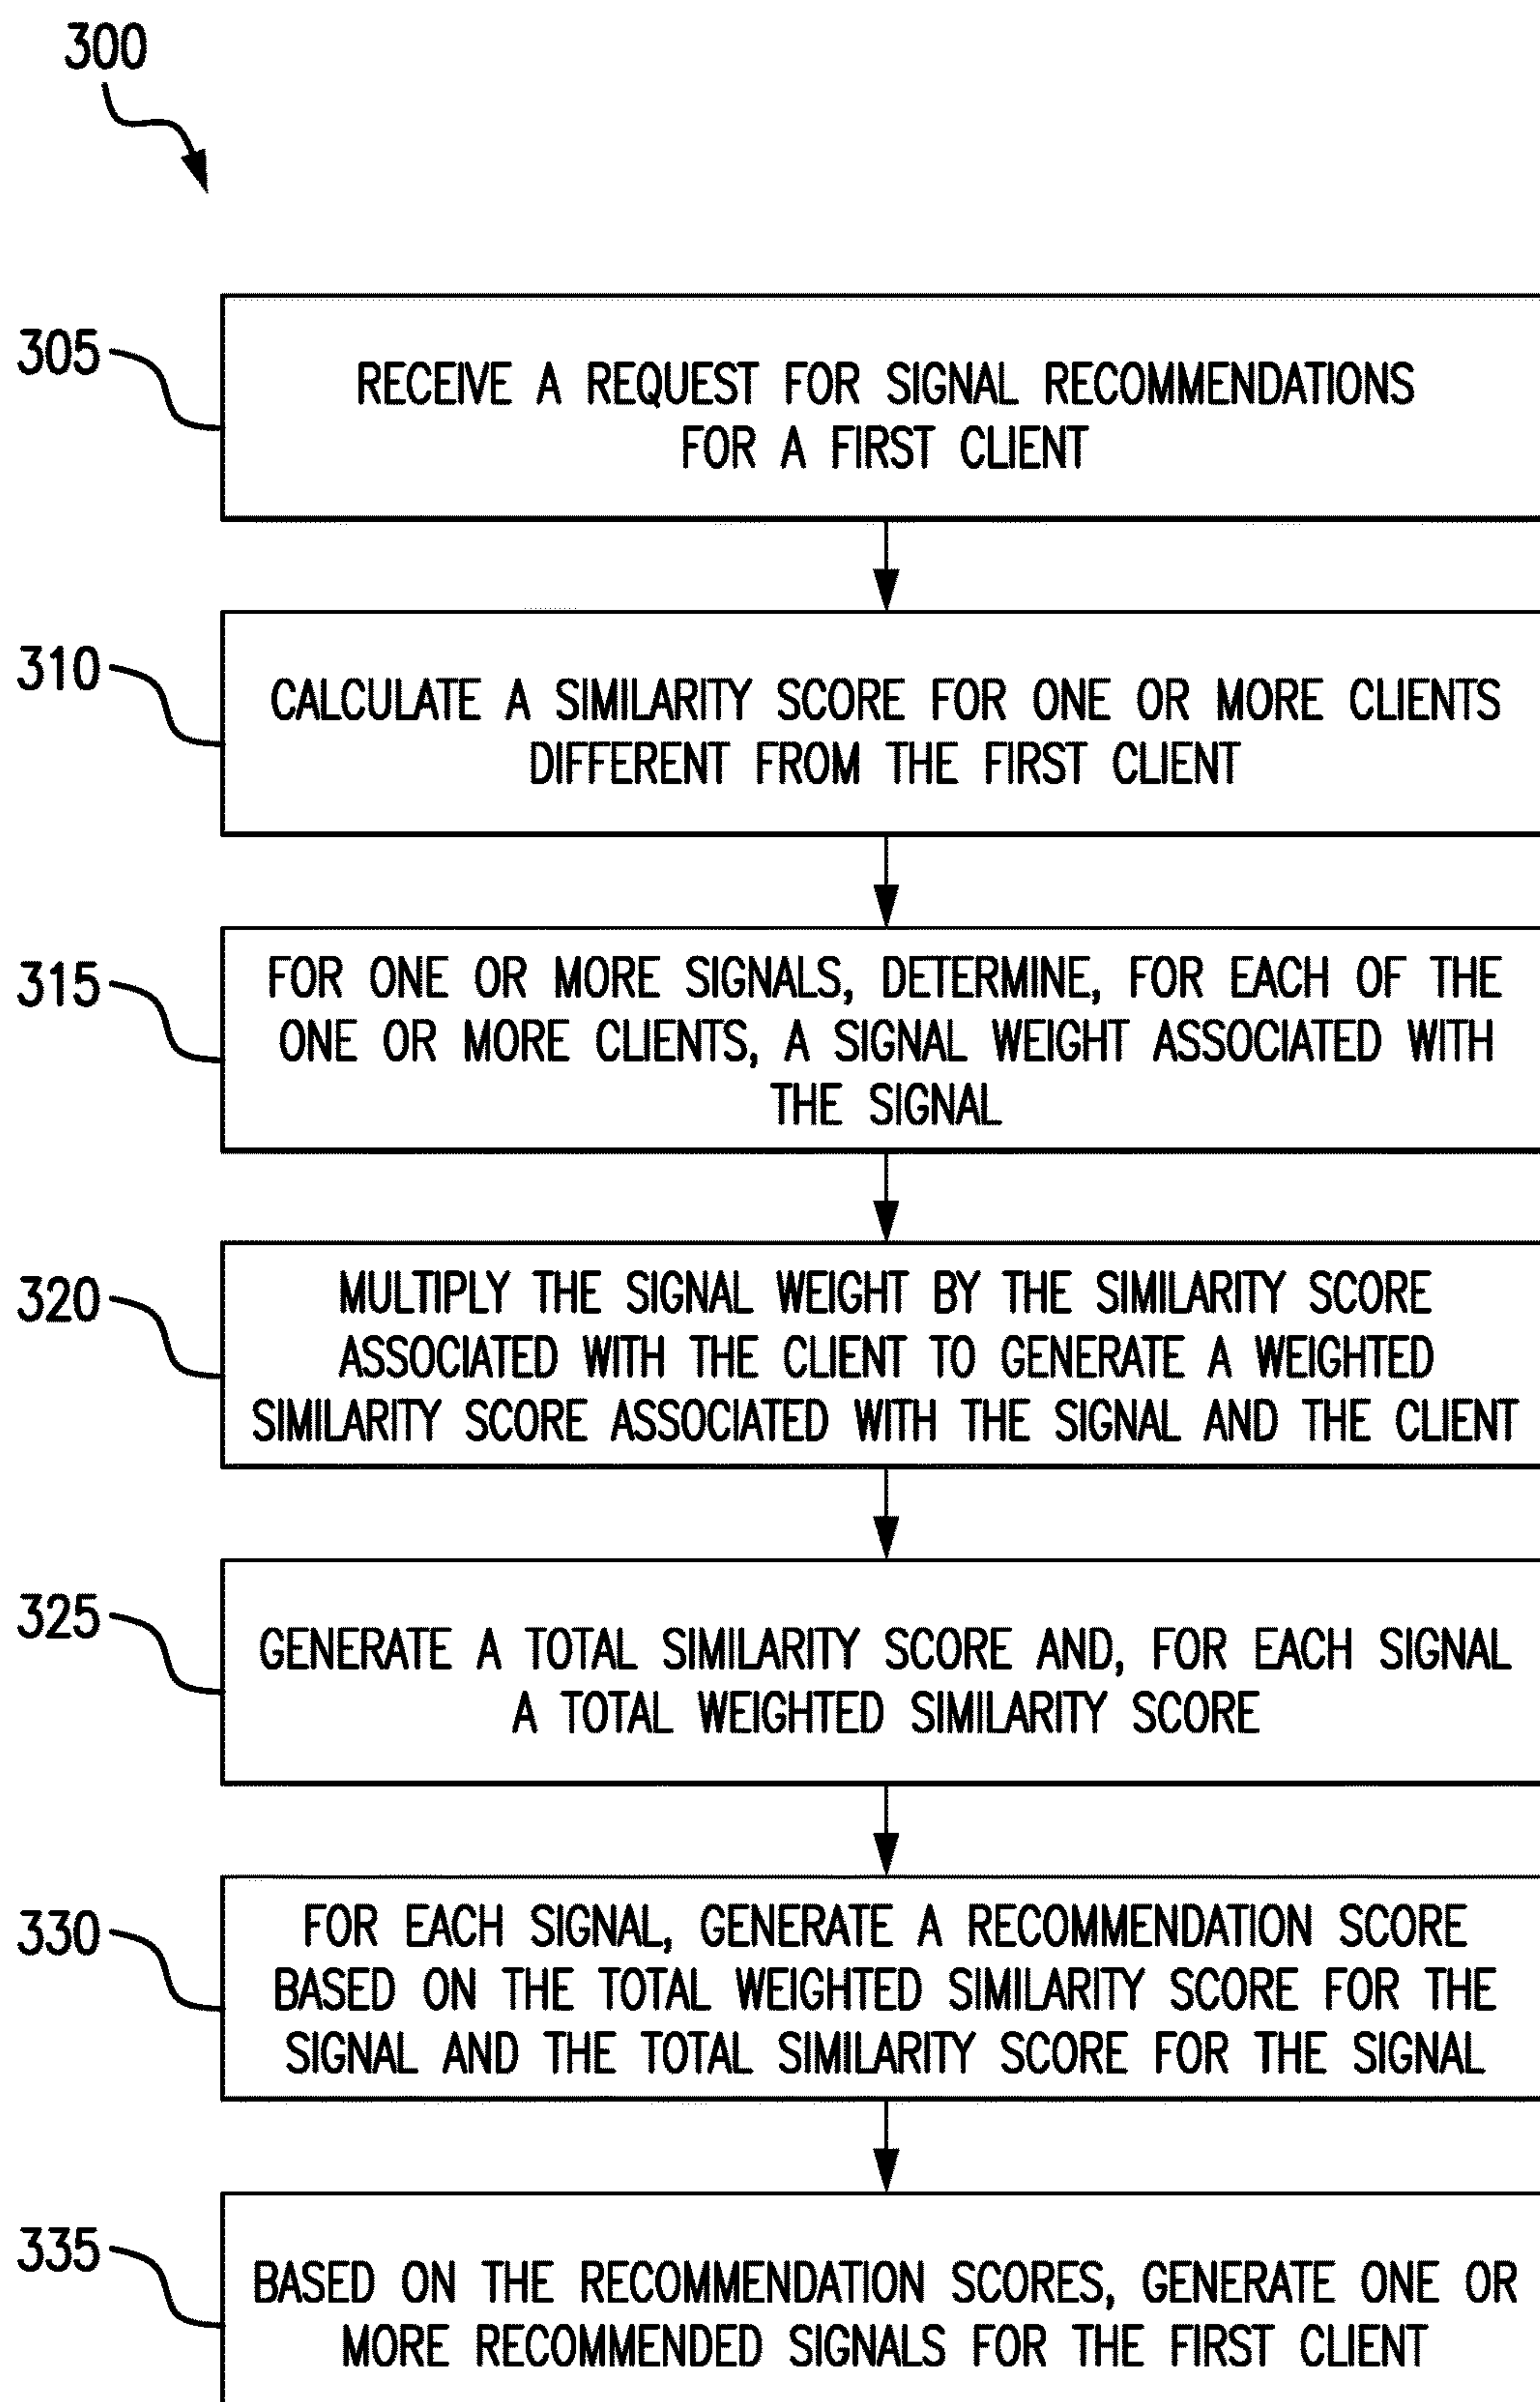 300
305
RECEIVE A REQUEST FOR SIGNAL RECOMMENDATIONS
FOR A FIRST CLIENT
310
CALCULATE A SIMILARITY SCORE FOR ONE OR MORE CLIENTS
DIFFERENT FROM THE FIRST CLIENT
315
FOR ONE OR MORE SIGNALS, DETERMINE, FOR EACH OF THE
ONE OR MORE CLIENTS, A SIGNAL WEIGHT ASSOCIATED WITH
THE SIGNAL
320
MULTIPLY THE SIGNAL WEIGHT BY THE SIMILARITY SCORE
ASSOCIATED WITH THE CLIENT TO GENERATE A WEIGHTED
SIMILARITY SCORE ASSOCIATED WITH THE SIGNAL AND THE CLIENT
325
GENERATE A TOTAL SIMILARITY SCORE AND, FOR EACH SIGNAL
A TOTAL WEIGHTED SIMILARITY SCORE
330
FOR EACH SIGNAL, GENERATE A RECOMMENDATION SCORE
BASED ON THE TOTAL WEIGHTED SIMILARITY SCORE FOR THE
SIGNAL AND THE TOTAL SIMILARITY SCORE FOR THE SIGNAL
335
BASED ON THE RECOMMENDATION SCORES, GENERATE ONE OR
MORE RECOMMENDED SIGNALS FOR THE FIRST CLIENT